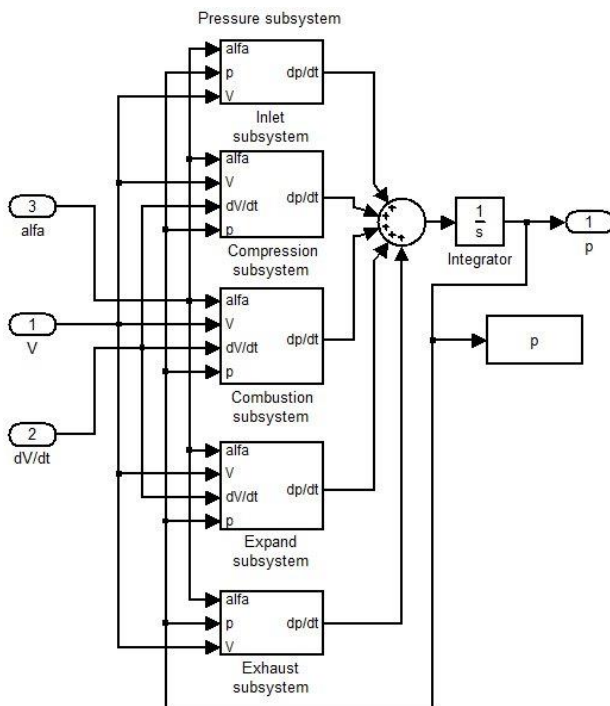 Pressure subsystem
alfa
p
V
dp/dt
Inlet
subsystem
alfa
V
dV/dt
p
dp/dt
Compression
subsystem
alfa
V
dV/dt
p
dp/dt
Combustion
subsystem
alfa
V
dV/dt
p
dp/dt
Expand
subsystem
alfa
p
V
dp/dt
Exhaust
subsystem
3
alfa
1
V
2
dV/dt
+
+
+
+
+
1
s
Integrator
1
p
p